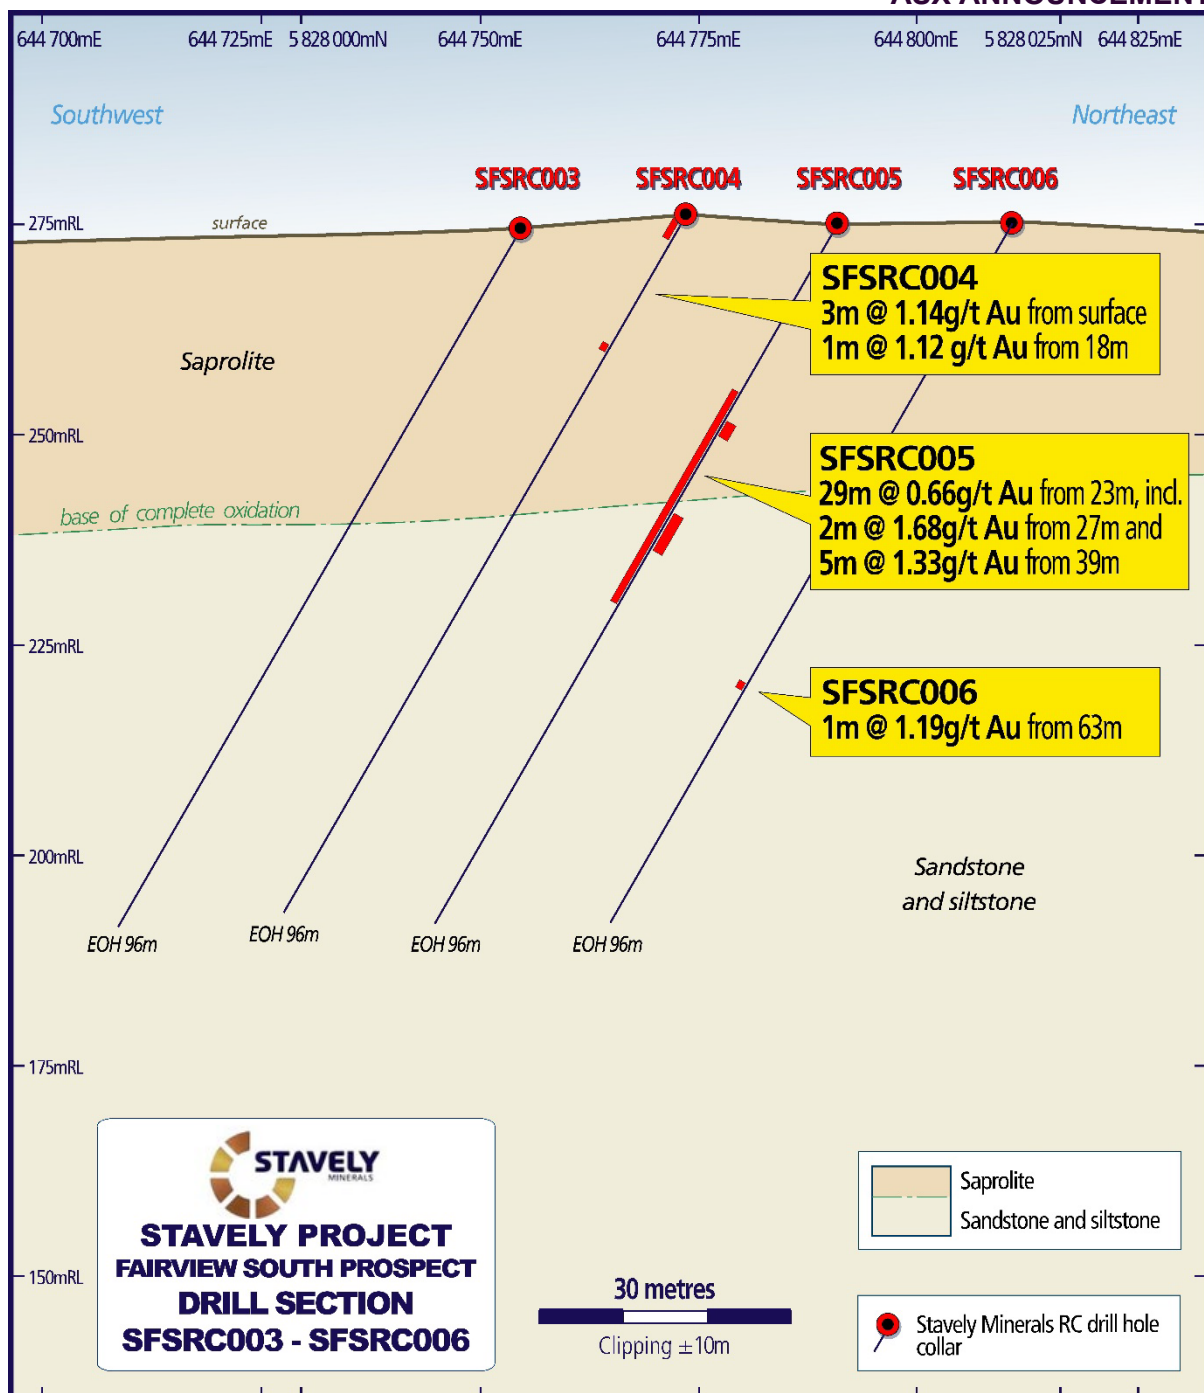 ASX ANNOUNCEMENT
644 700mE 644 725mE 5 828 000mN 644 750mE 644 775mE 644 800mE 5 828 025mN 644 825mE
Southwest Northeast
SFSRC003 SFSRC004 SFSRC005 SFSRC006
275mRL
surface
SFSRC004
3m @ 1.14g/t Au from surface
1m @ 1.12 g/t Au from 18m
Saprolite
250mRL
SFSRC005
29m @ 0.66g/t Au from 23m, incl.
2m @ 1.68g/t Au from 27m and
5m @ 1.33g/t Au from 39m
base of complete oxidation
225mRL
SFSRC006
1m @ 1.19g/t Au from 63m
200mRL
Sandstone
and siltstone
EOH 96m EOH 96m EOH 96m EOH 96m
175mRL
STAVELY
MINERALS
STAVELY PROJECT
FAIRVIEW SOUTH PROSPECT
DRILL SECTION
SFSRC003 - SFSRC006
150mRL
30 metres
Clipping ±10m
Saprolite
Sandstone and siltstone
Stavely Minerals RC drill hole
collar